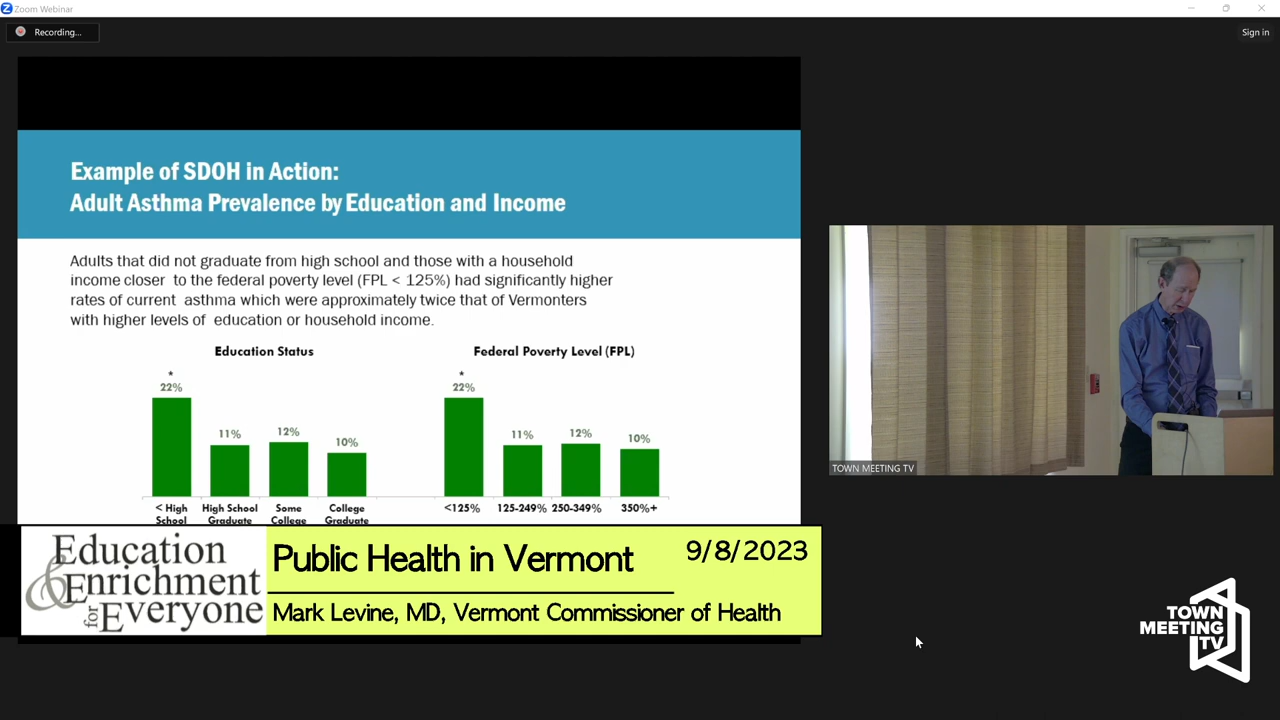 Zoom Webinar
Recording...
Sign in
Example of SDOH in Action:
Adult Asthma Prevalence by Education and Income
Adults that did not graduate from high school and those with a household
income closer to the federal poverty level (FPL < 125%) had significantly higher
rates of current asthma which were approximately twice that of Vermonters
with higher levels of education or household income.
Education Status
*
22%
11%
12%
10%
< High School
High School Graduate
Some College
College Graduate
Federal Poverty Level (FPL)
*
22%
11%
12%
10%
<125%
125-249%
250-349%
350%+
TOWN MEETING TV
Education
& Enrichment
for Everyone
Public Health in Vermont
9/8/2023
Mark Levine, MD, Vermont Commissioner of Health
TOWN
MEETING
TV